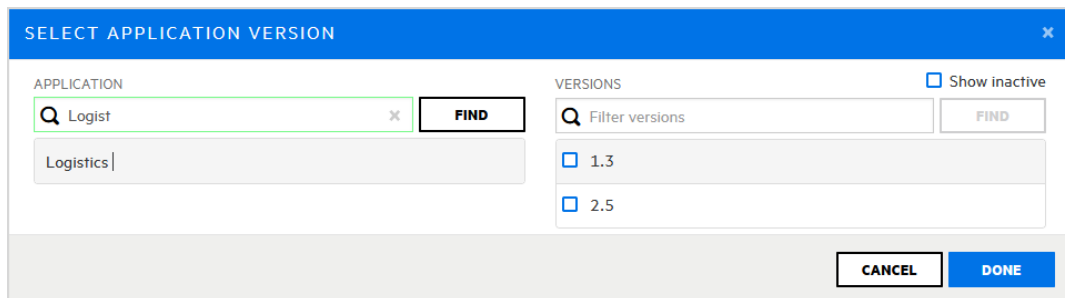 SELECT APPLICATION VERSION
APPLICATION
Logist
FIND
Logistics
VERSIONS
Show inactive
Filter versions
FIND
1.3
2.5
CANCEL
DONE